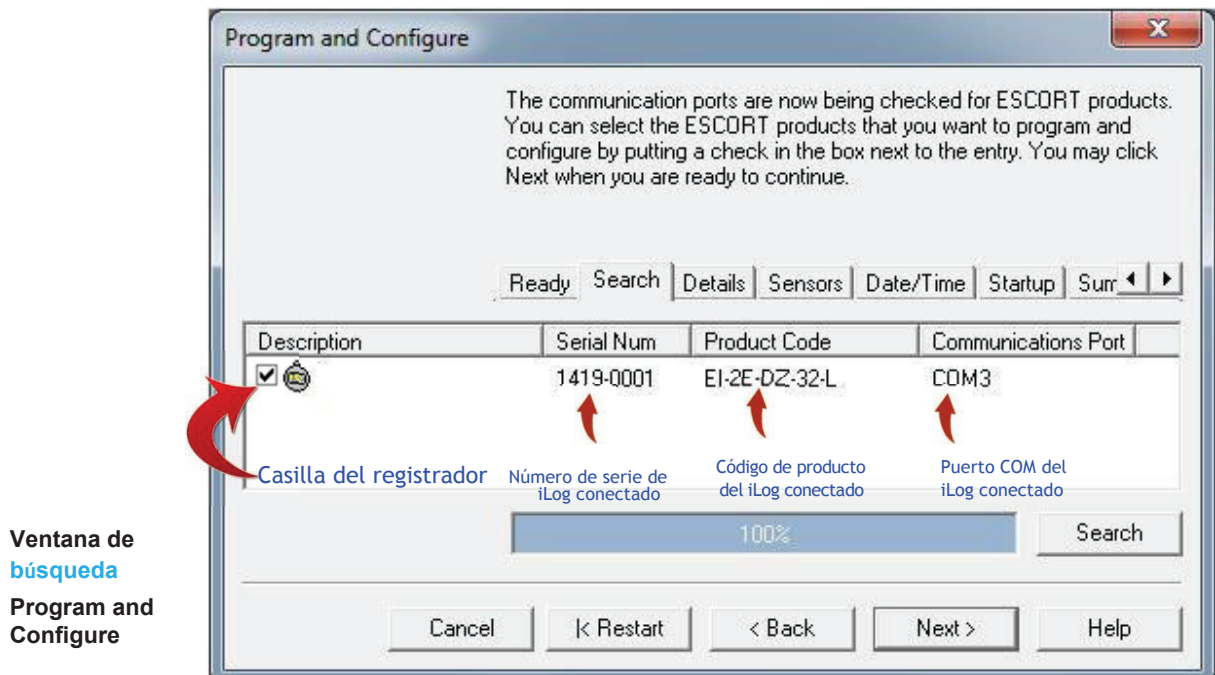 Program and Configure
The communication ports are now being checked for ESCORT products.
You can select the ESCORT products that you want to program and
configure by putting a check in the box next to the entry. You may click
Next when you are ready to continue.
Ready Search Details Sensors Date/Time Startup Sum
Description Serial Num Product Code Communications Port
1419-0001 EI-2E-DZ-32-L COM3
Casilla del registrador
Número de serie de
iLog conectado
Código de producto
del iLog conectado
Puerto COM del
iLog conectado
100% Search
Ventana de
búsqueda
Program and
Configure
Cancel |< Restart < Back Next > Help